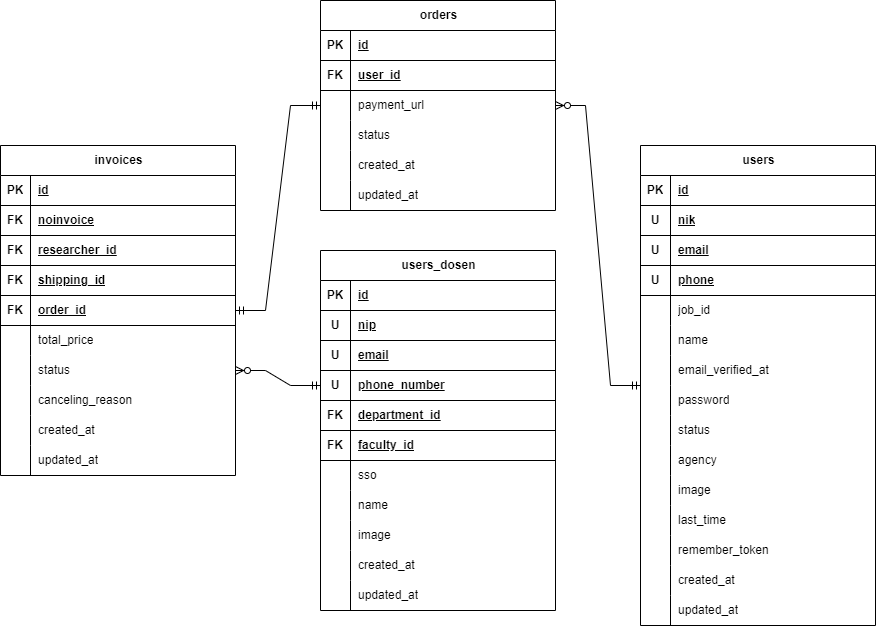 orders
PK id
FK user_id
payment_url
status
created_at
updated_at
invoices
PK id
FK noinvoice
FK researcher_id
FK shipping_id
FK order_id
total_price
status
canceling_reason
created_at
updated_at
users_dosen
PK id
U nip
U email
U phone_number
FK department_id
FK faculty_id
sso
name
image
created_at
updated_at
users
PK id
U nik
U email
U phone
job_id
name
email_verified_at
password
status
agency
image
last_time
remember_token
created_at
updated_at